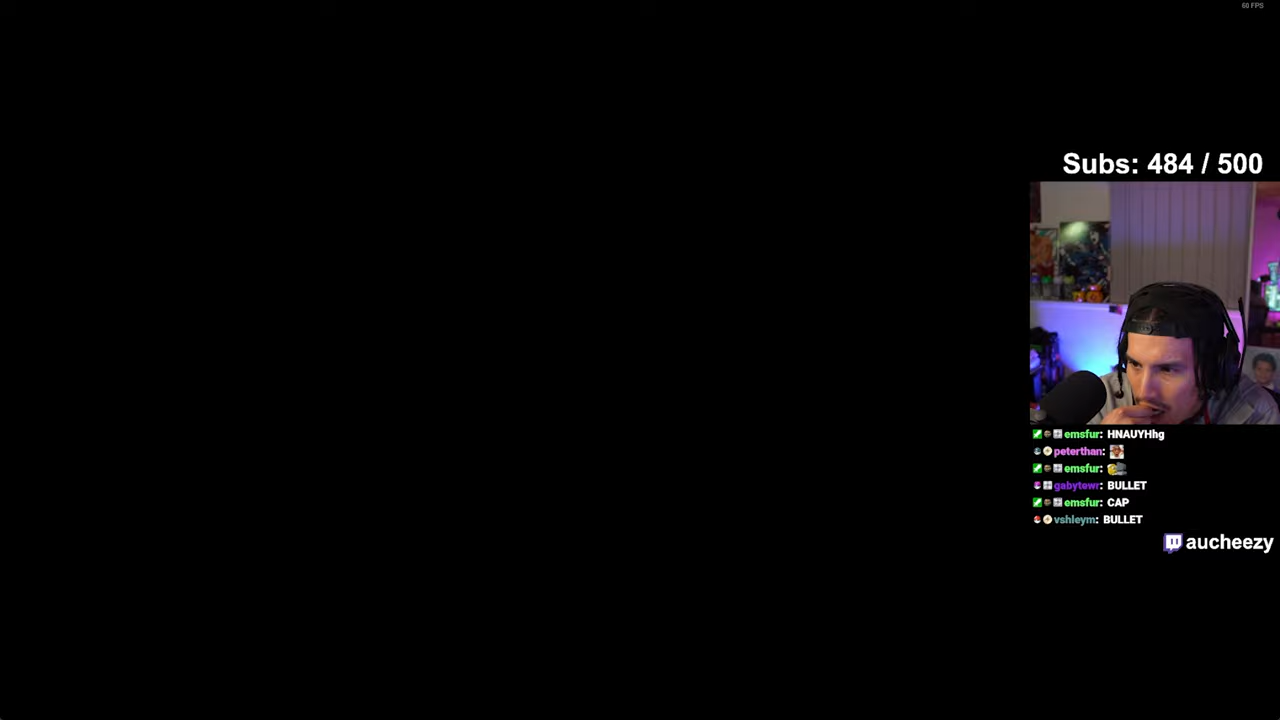 60 FPS
Subs: 484 / 500
emsfur: HNAUYHhg
peterthan:
emsfur:
gabytewr: BULLET
emsfur: CAP
vshleym: BULLET
aucheezy